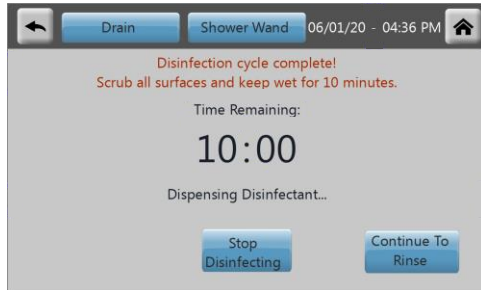 Drain Shower Wand 06/01/20 - 04:36 PM
Disinfection cycle complete!
Scrub all surfaces and keep wet for 10 minutes.
Time Remaining:
10:00
Dispensing Disinfectant...
Stop
Disinfecting
Continue To
Rinse